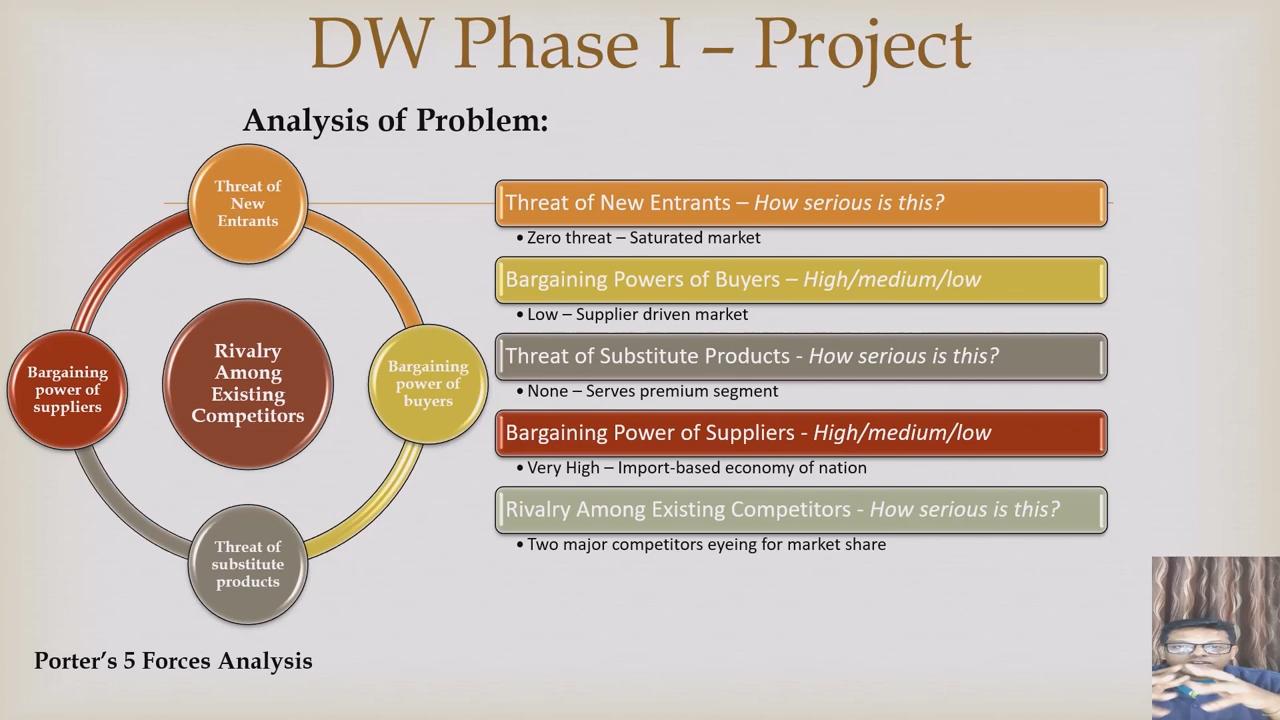 DW Phase I – Project
Analysis of Problem:
Threat of
New
Entrants
Rivalry
Among
Existing
Competitors
Bargaining
power of
suppliers
Bargaining
power of
buyers
Threat of
substitute
products
Porter’s 5 Forces Analysis
Threat of New Entrants – How serious is this?
• Zero threat – Saturated market
Bargaining Powers of Buyers – High/medium/low
• Low – Supplier driven market
Threat of Substitute Products - How serious is this?
• None – Serves premium segment
Bargaining Power of Suppliers - High/medium/low
• Very High – Import-based economy of nation
Rivalry Among Existing Competitors - How serious is this?
• Two major competitors eyeing for market share